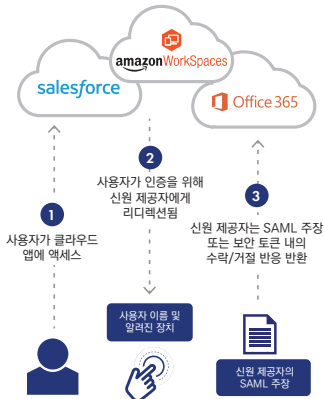 amazon WorkSpaces
salesforce
Office 365
1
사용자가 클라우드
앱에 액세스
2
사용자가 인증을 위해
신원 제공자에게
리디렉션됨
3
신원 제공자는 SAML 주장
또는 보안 토큰 내의
수락/거절 반응 반환
사용자 이름 및
알려진 장치
신원 제공자의
SAML 주장